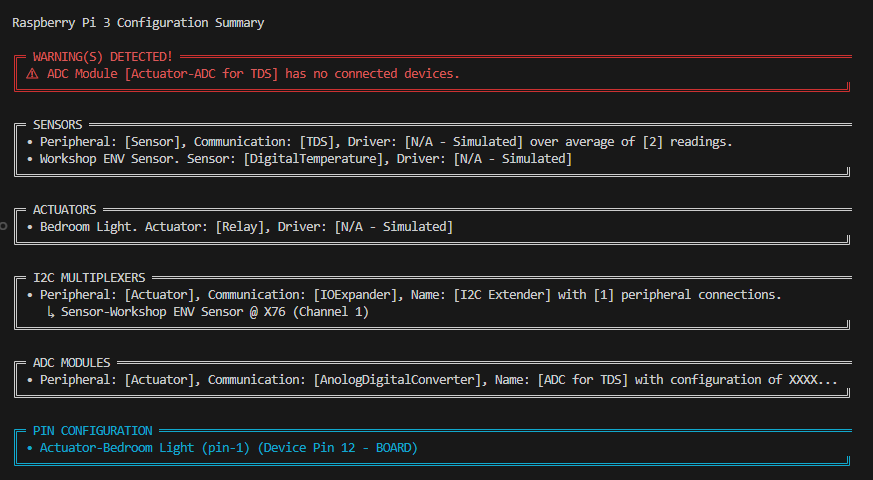 Raspberry Pi 3 Configuration Summary
WARNING(S) DETECTED!
⚠ ADC Module [Actuator-ADC for TDS] has no connected devices.
SENSORS
• Peripheral: [Sensor], Communication: [TDS], Driver: [N/A - Simulated] over average of [2] readings.
• Workshop ENV Sensor. Sensor: [DigitalTemperature], Driver: [N/A - Simulated]
ACTUATORS
• Bedroom Light. Actuator: [Relay], Driver: [N/A - Simulated]
I2C MULTIPLEXERS
• Peripheral: [Actuator], Communication: [IOExpander], Name: [I2C Extender] with [1] peripheral connections.
↳ Sensor-Workshop ENV Sensor @ X76 (Channel 1)
ADC MODULES
• Peripheral: [Actuator], Communication: [AnologDigitalConverter], Name: [ADC for TDS] with configuration of XXXX...
PIN CONFIGURATION
• Actuator-Bedroom Light (pin-1) (Device Pin 12 - BOARD)